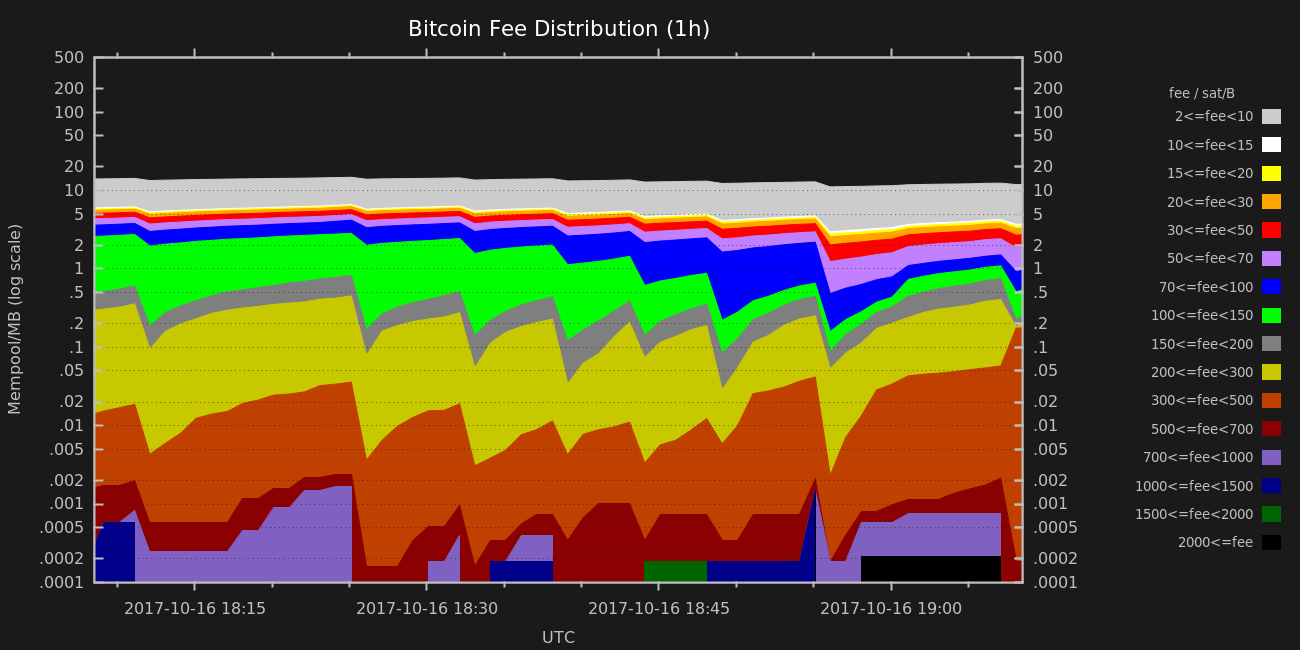 Bitcoin Fee Distribution (1h)
Mempool/MB (log scale)
500
200
100
50
20
10
5
2
1
.5
.2
.1
.05
.02
.01
.005
.002
.001
.0005
.0002
.0001
500
200
100
50
20
10
5
2
1
.5
.2
.1
.05
.02
.01
.005
.002
.001
.0005
.0002
.0001
2017-10-16 18:15
2017-10-16 18:30
2017-10-16 18:45
2017-10-16 19:00
UTC
fee / sat/B
2<=fee<10
10<=fee<15
15<=fee<20
20<=fee<30
30<=fee<50
50<=fee<70
70<=fee<100
100<=fee<150
150<=fee<200
200<=fee<300
300<=fee<500
500<=fee<700
700<=fee<1000
1000<=fee<1500
1500<=fee<2000
2000<=fee